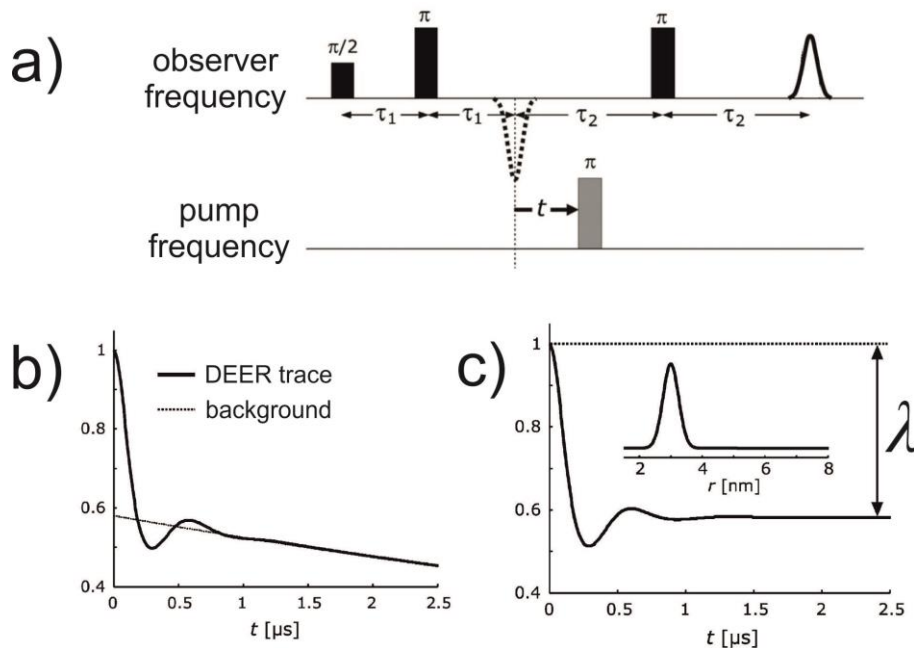 a)
observer
frequency
π/2
π
π
τ1
τ1
τ2
τ2
π
t
pump
frequency
b)
1
0.8
0.6
0.4
0
0.5
1
1.5
2
2.5
t [µs]
DEER trace
background
c)
1
0.8
0.6
0.4
0
0.5
1
1.5
2
2.5
t [µs]
2
4
6
8
r [nm]
λ